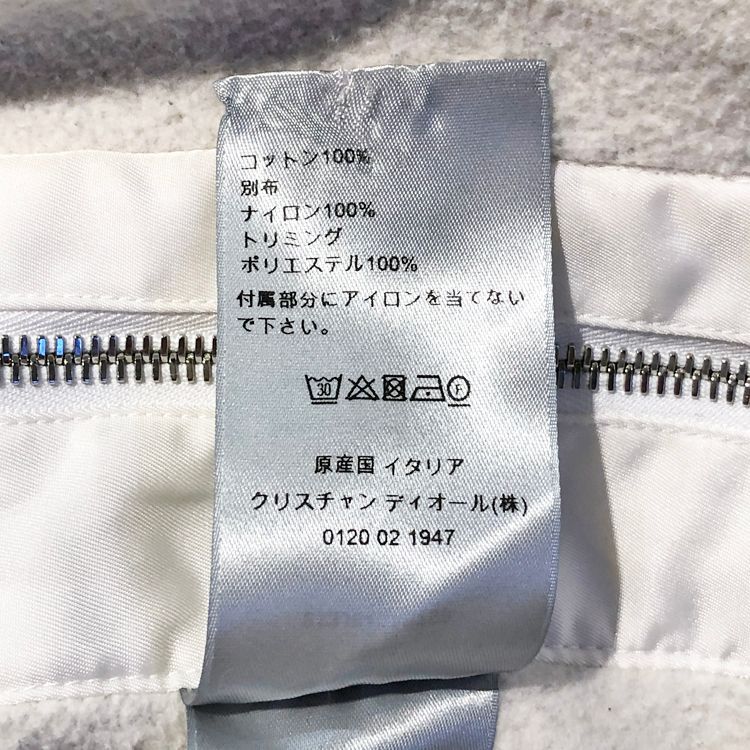 コットン100%
別布
ナイロン100%
トリミング
ポリエステル100%
付属部分にアイロンを当てない
で下さい。
30 F
原産国 イタリア
クリスチャン ディオール(株)
0120 02 1947